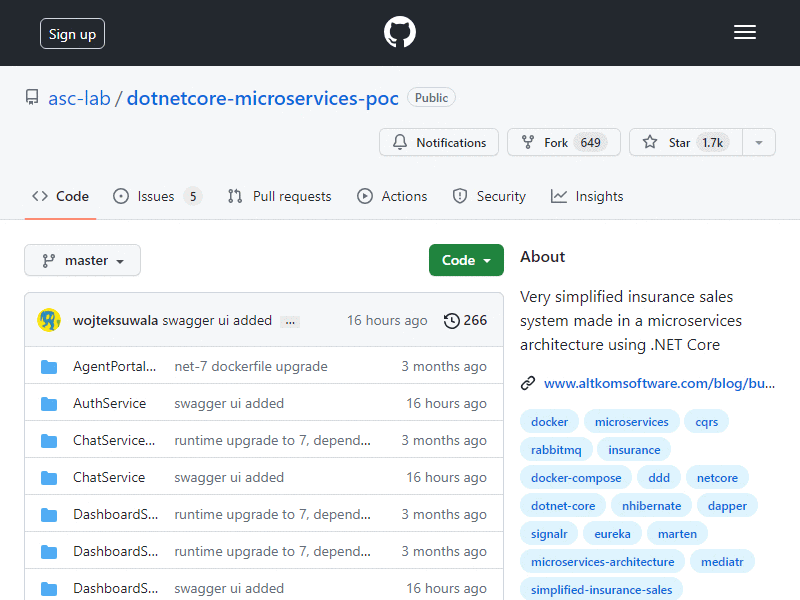 Sign up
asc-lab / dotnetcore-microservices-poc Public
Notifications Fork 649 Star 1.7k
Code Issues 5 Pull requests Actions Security Insights
master Code
wojteksuwala swagger ui added ... 16 hours ago 266
AgentPortal... net-7 dockerfile upgrade 3 months ago
AuthService swagger ui added 16 hours ago
ChatService... runtime upgrade to 7, depend... 3 months ago
ChatService swagger ui added 16 hours ago
DashboardS... runtime upgrade to 7, depend... 3 months ago
DashboardS... runtime upgrade to 7, depend... 3 months ago
DashboardS... swagger ui added 16 hours ago
About
Very simplified insurance sales
system made in a microservices
architecture using .NET Core
www.altkomsoftware.com/blog/bu...
docker microservices cqrs
rabbitmq insurance
docker-compose ddd netcore
dotnet-core nhibernate dapper
signalr eureka marten
microservices-architecture mediatr
simplified-insurance-sales